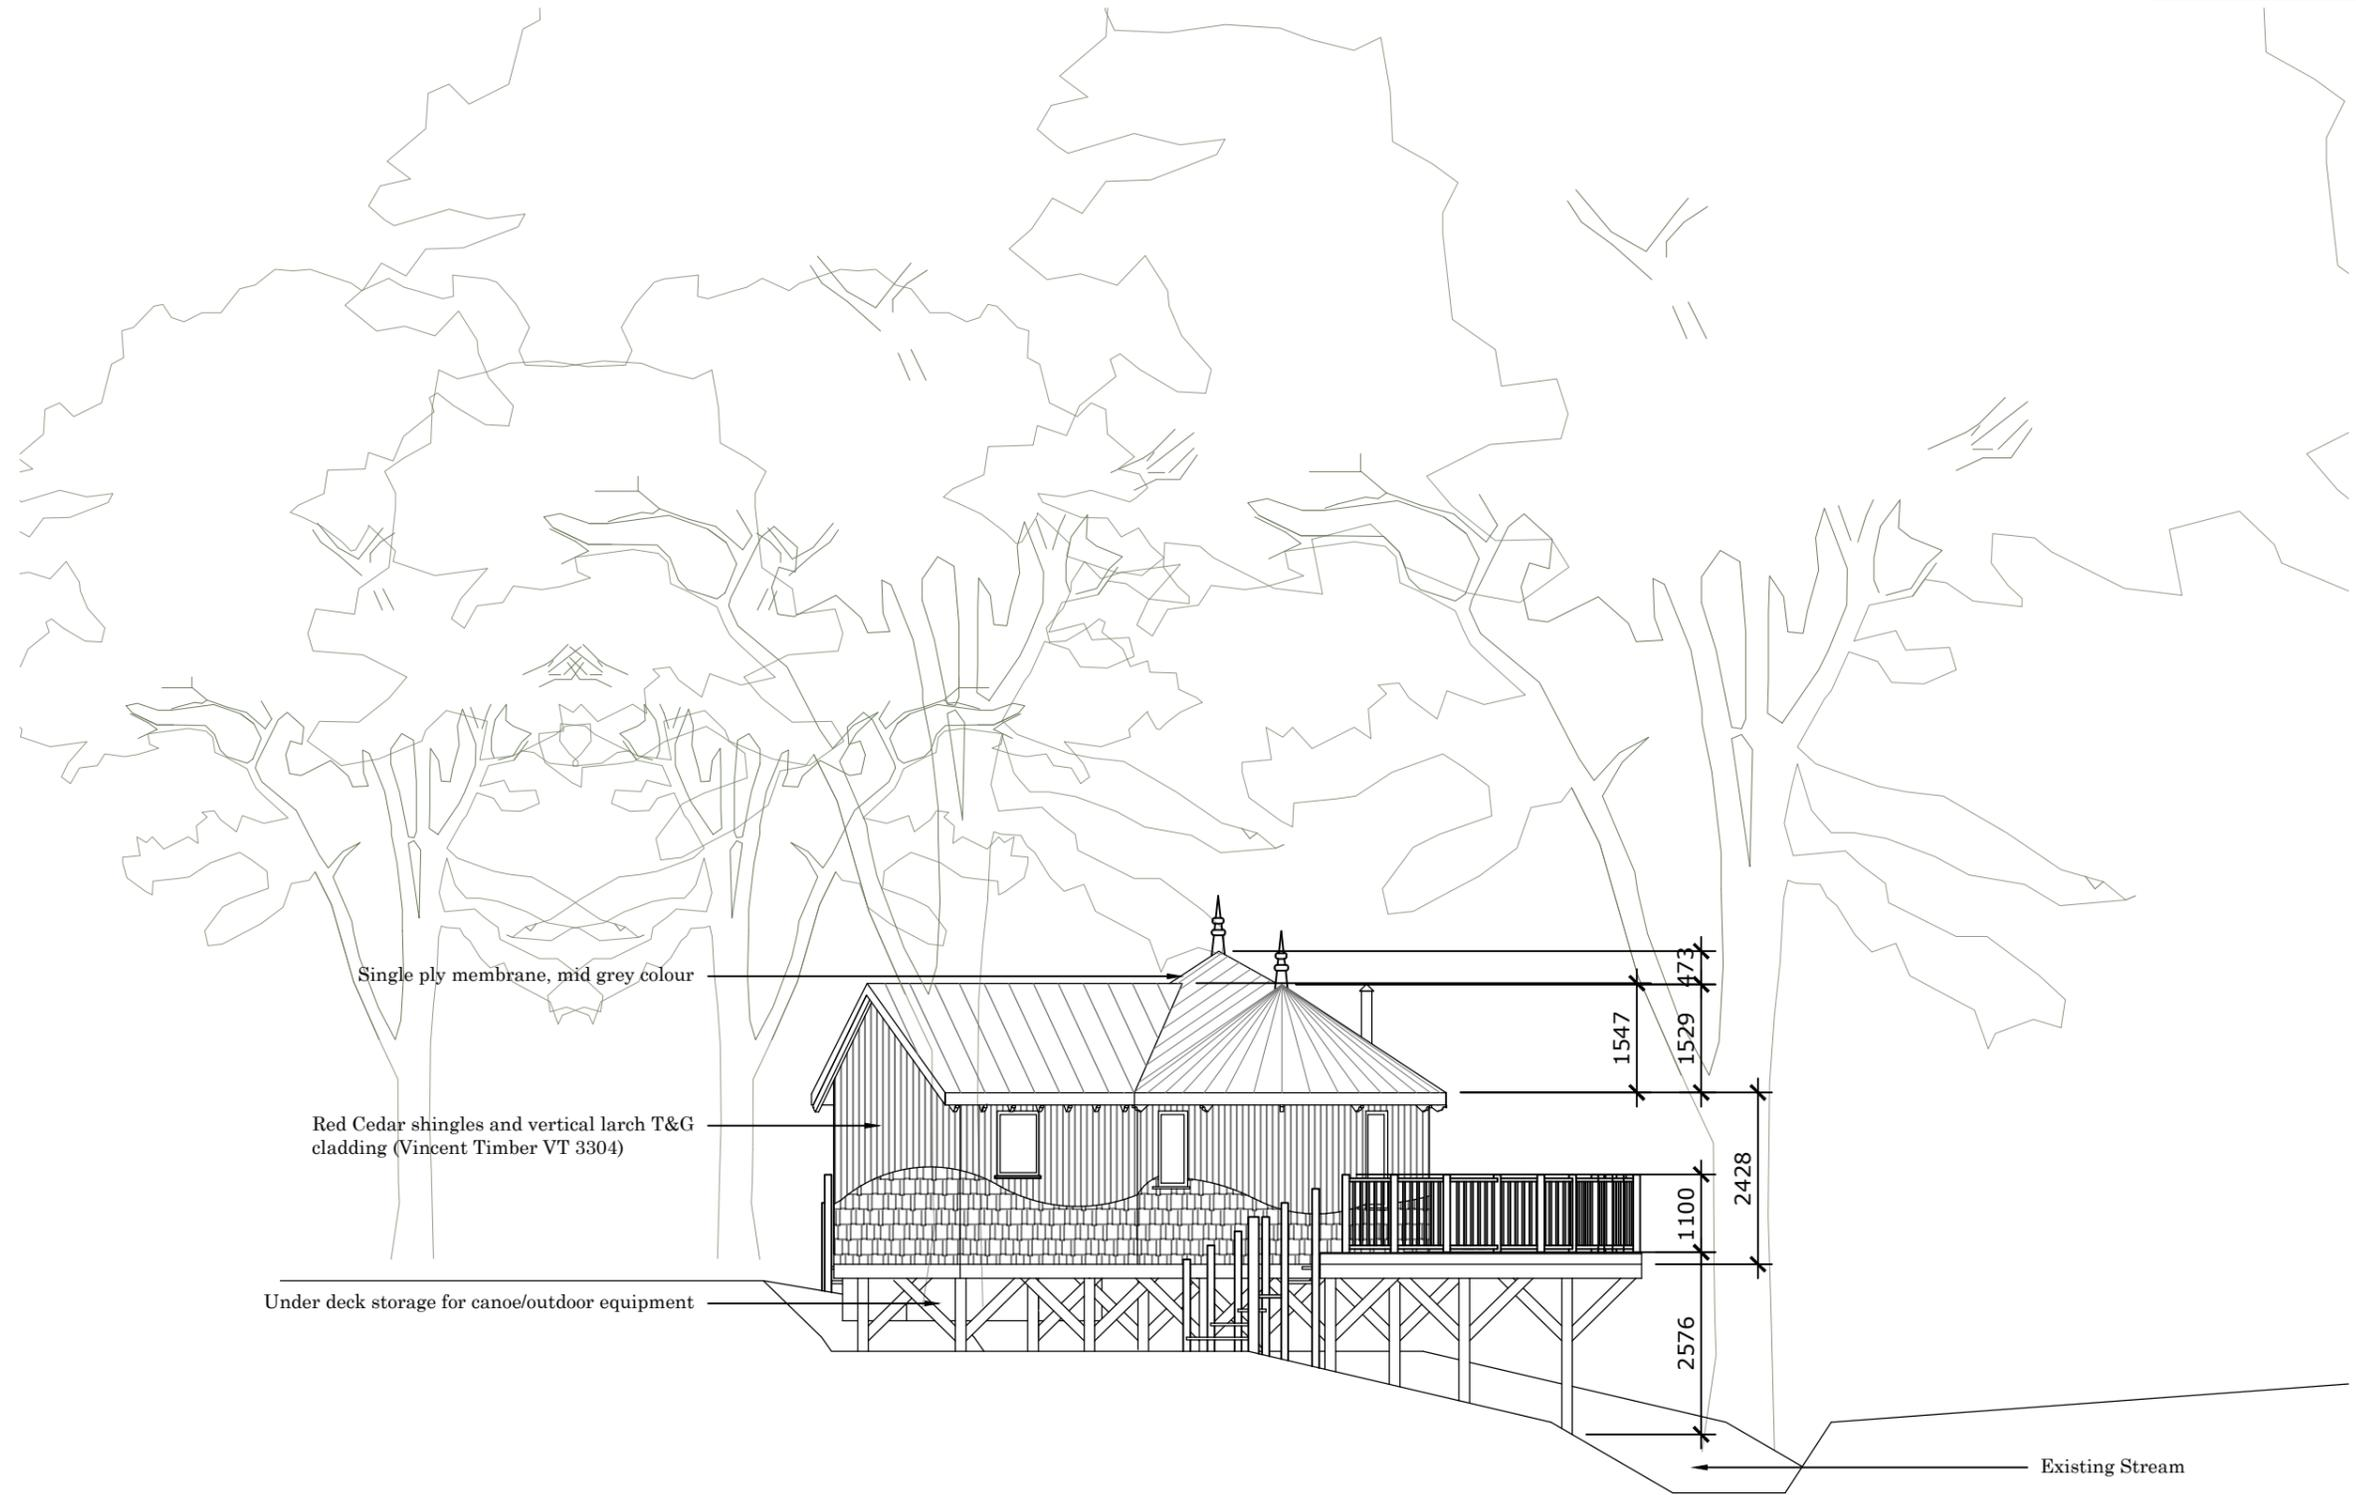 Single ply membrane, mid grey colour
473
1547
1529
Red Cedar shingles and vertical larch T&G
cladding (Vincent Timber VT 3304)
2428
1100
Under deck storage for canoe/outdoor equipment
2576
Existing Stream